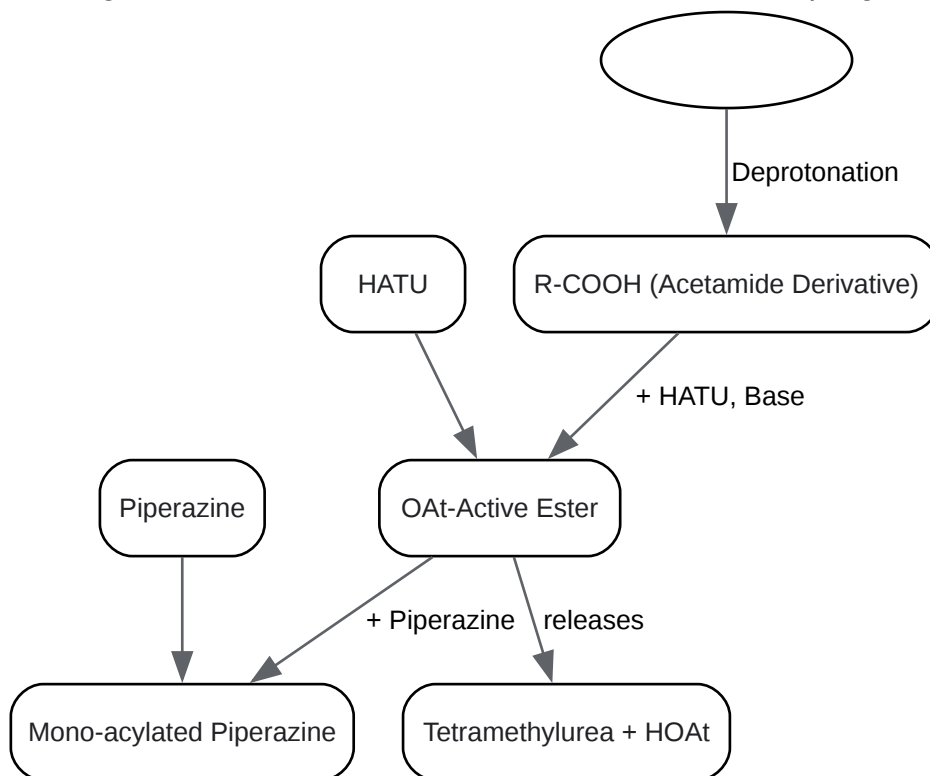 Deprotonation
HATU
R-COOH (Acetamide Derivative)
+ HATU, Base
Piperazine
OAt-Active Ester
+ Piperazine
releases
Mono-acylated Piperazine
Tetramethylurea + HOAt